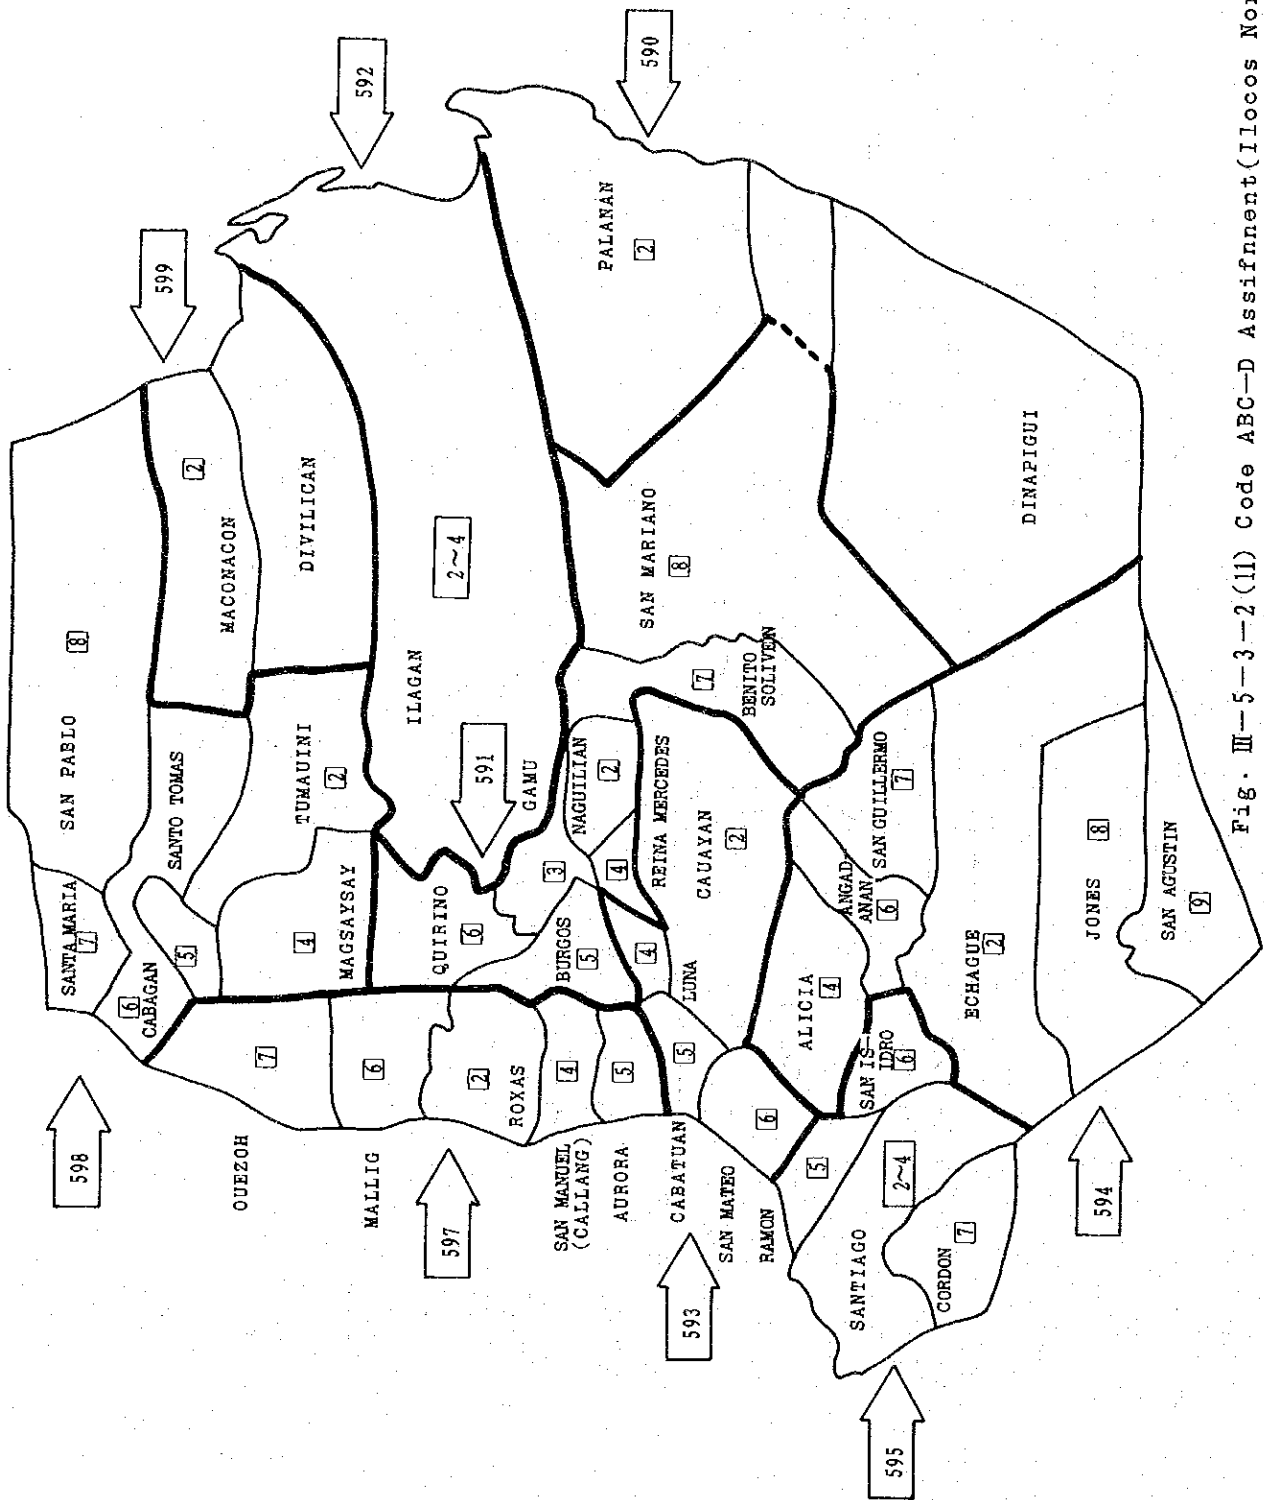 598
599
592
590
SAN PABLO
8
SANTA MARIA
7
CABAGAN
6
SANTO TOMAS
5
MACONACON
2
DIVILICAN
TUMAUINI
2
MAGSAYSAY
4
OUEZOH
7
MALLIG
6
ILAGAN
2~4
591
GAMU
3
QUIRINO
6
597
ROXAS
2
SAN MANUEL
(CALLANG)
4
AURORA
5
BURGOS
5
NAGUILIAN
2
REINA MERCEDES
4
LUNA
4
CABATUAN
5
593
SAN MATEO
6
CAUAYAN
2
BENITO
SOLIVEN
7
SAN MARIANO
8
PALANAN
2
DINAPIGUI
RAMON
5
ALICIA
4
ANGAD
ANAN
6
SAN GUILLERMO
7
SAN IS-
IDRO
6
SANTIAGO
2~4
CORDON
7
595
ECHAGUE
2
594
JONES
8
SAN AGUSTIN
9
Fig. Ⅲ—5—3—2(11) Code ABC—D Assifnnent(Ilocos Nor